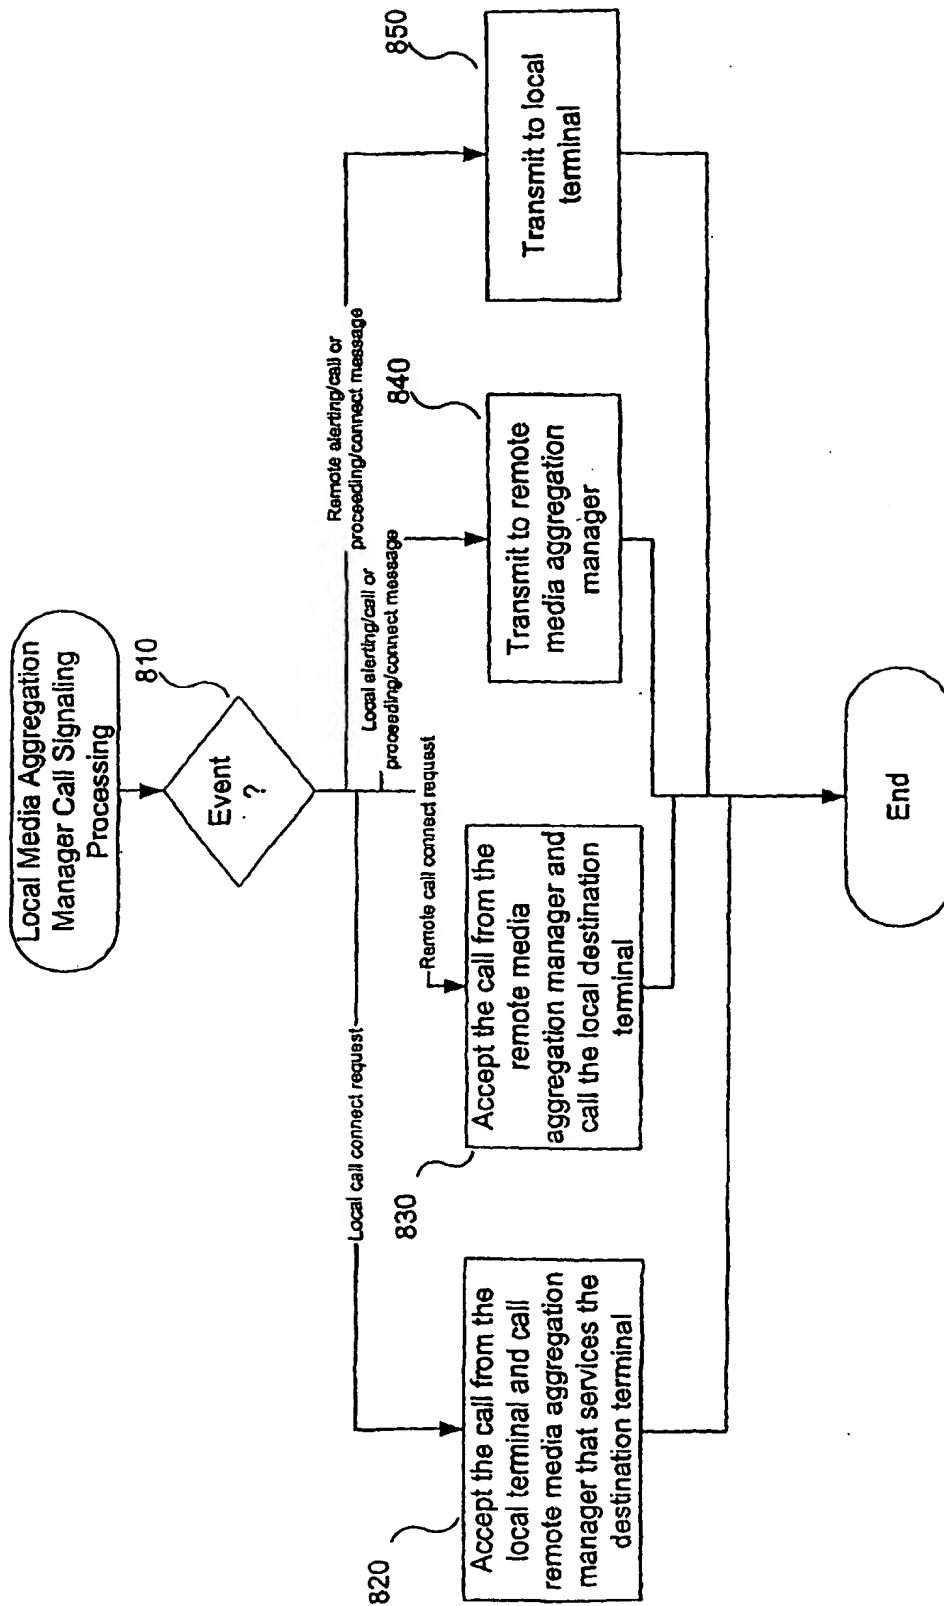 Local Media Aggregation
Manager Call Signaling
Processing
810
Event
?
Local call connect request
Remote call connect request
Local alerting/call or
proceeding/connect message
Remote alerting/call or
proceeding/connect message
820
Accept the call from the
local terminal and call
remote media aggregation
manager that services the
destination terminal
830
Accept the call from the
remote media
aggregation manager and
call the local destination
terminal
840
Transmit to remote
media aggregation
manager
850
Transmit to local
terminal
End